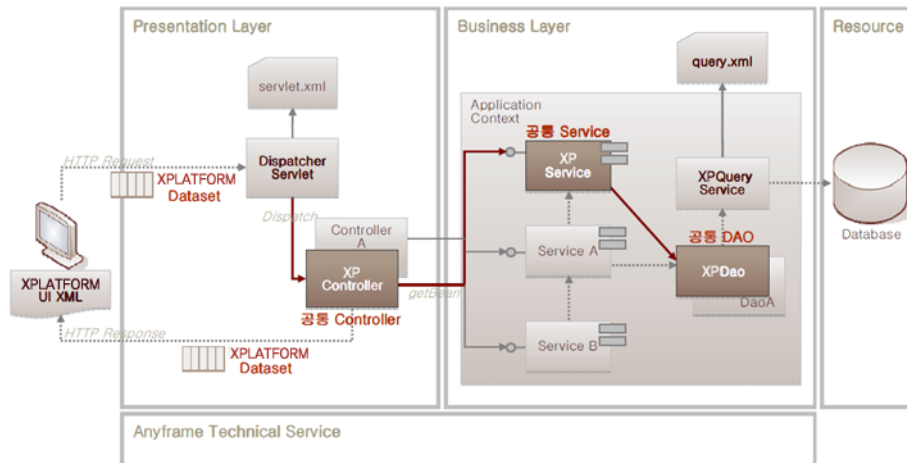 Presentation Layer
Business Layer
Resource
servlet.xml
query.xml
Application
Context
공통 Service
HTTP Request
Dispatcher
Servlet
XP
Service
XPQuery
Service
XPLATFORM
Dataset
Dispatch
Controller
A
Service A
공통 DAO
Database
XPLATFORM
UI XML
XP
Controller
getBean
XPDao
DaoA
공통 Controller
HTTP Response
XPLATFORM
Dataset
Service B
Anyframe Technical Service